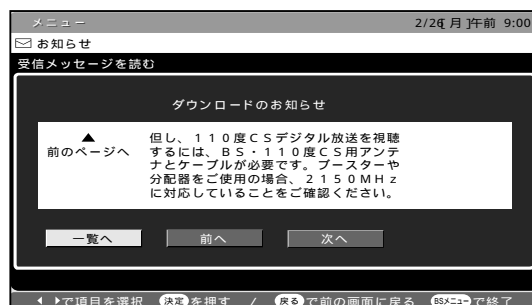 メニュー 2/26[月]午前 9:00
お知らせ
受信メッセージを読む
ダウンロードのお知らせ
▲
前のページへ
但し、110度CSデジタル放送を視聴
するには、BS・110度CS用アンテ
ナとケーブルが必要です。ブースターや
分配器をご使用の場合、2150MHz
に対応していることをご確認ください。
一覧へ 前へ 次へ
で項目を選択 決定を押す / 戻るで前の画面に戻る BSメニューで終了